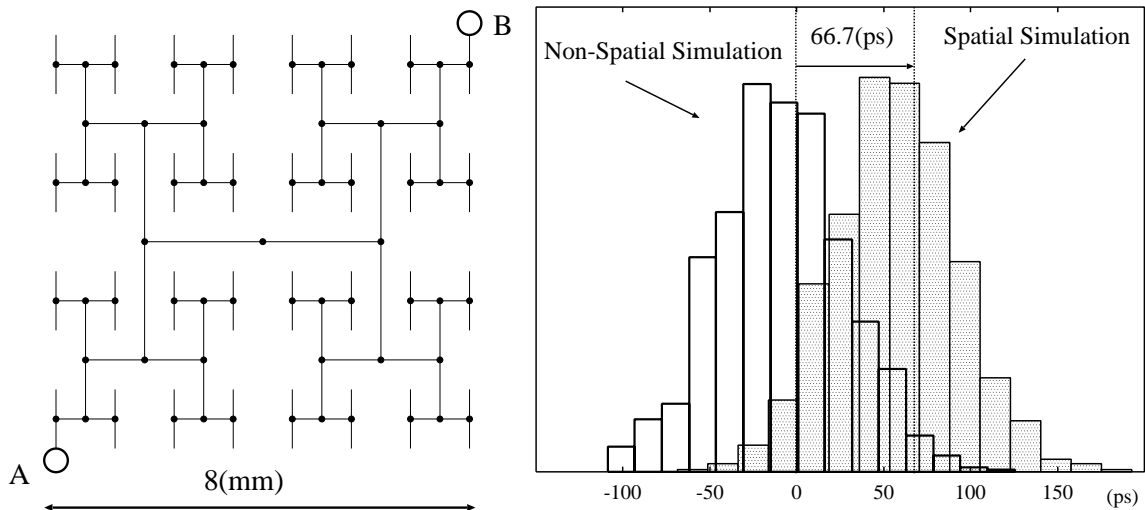 B
A
8(mm)
66.7(ps)
Non-Spatial Simulation
Spatial Simulation
-100 -50 0 50 100 150 (ps)